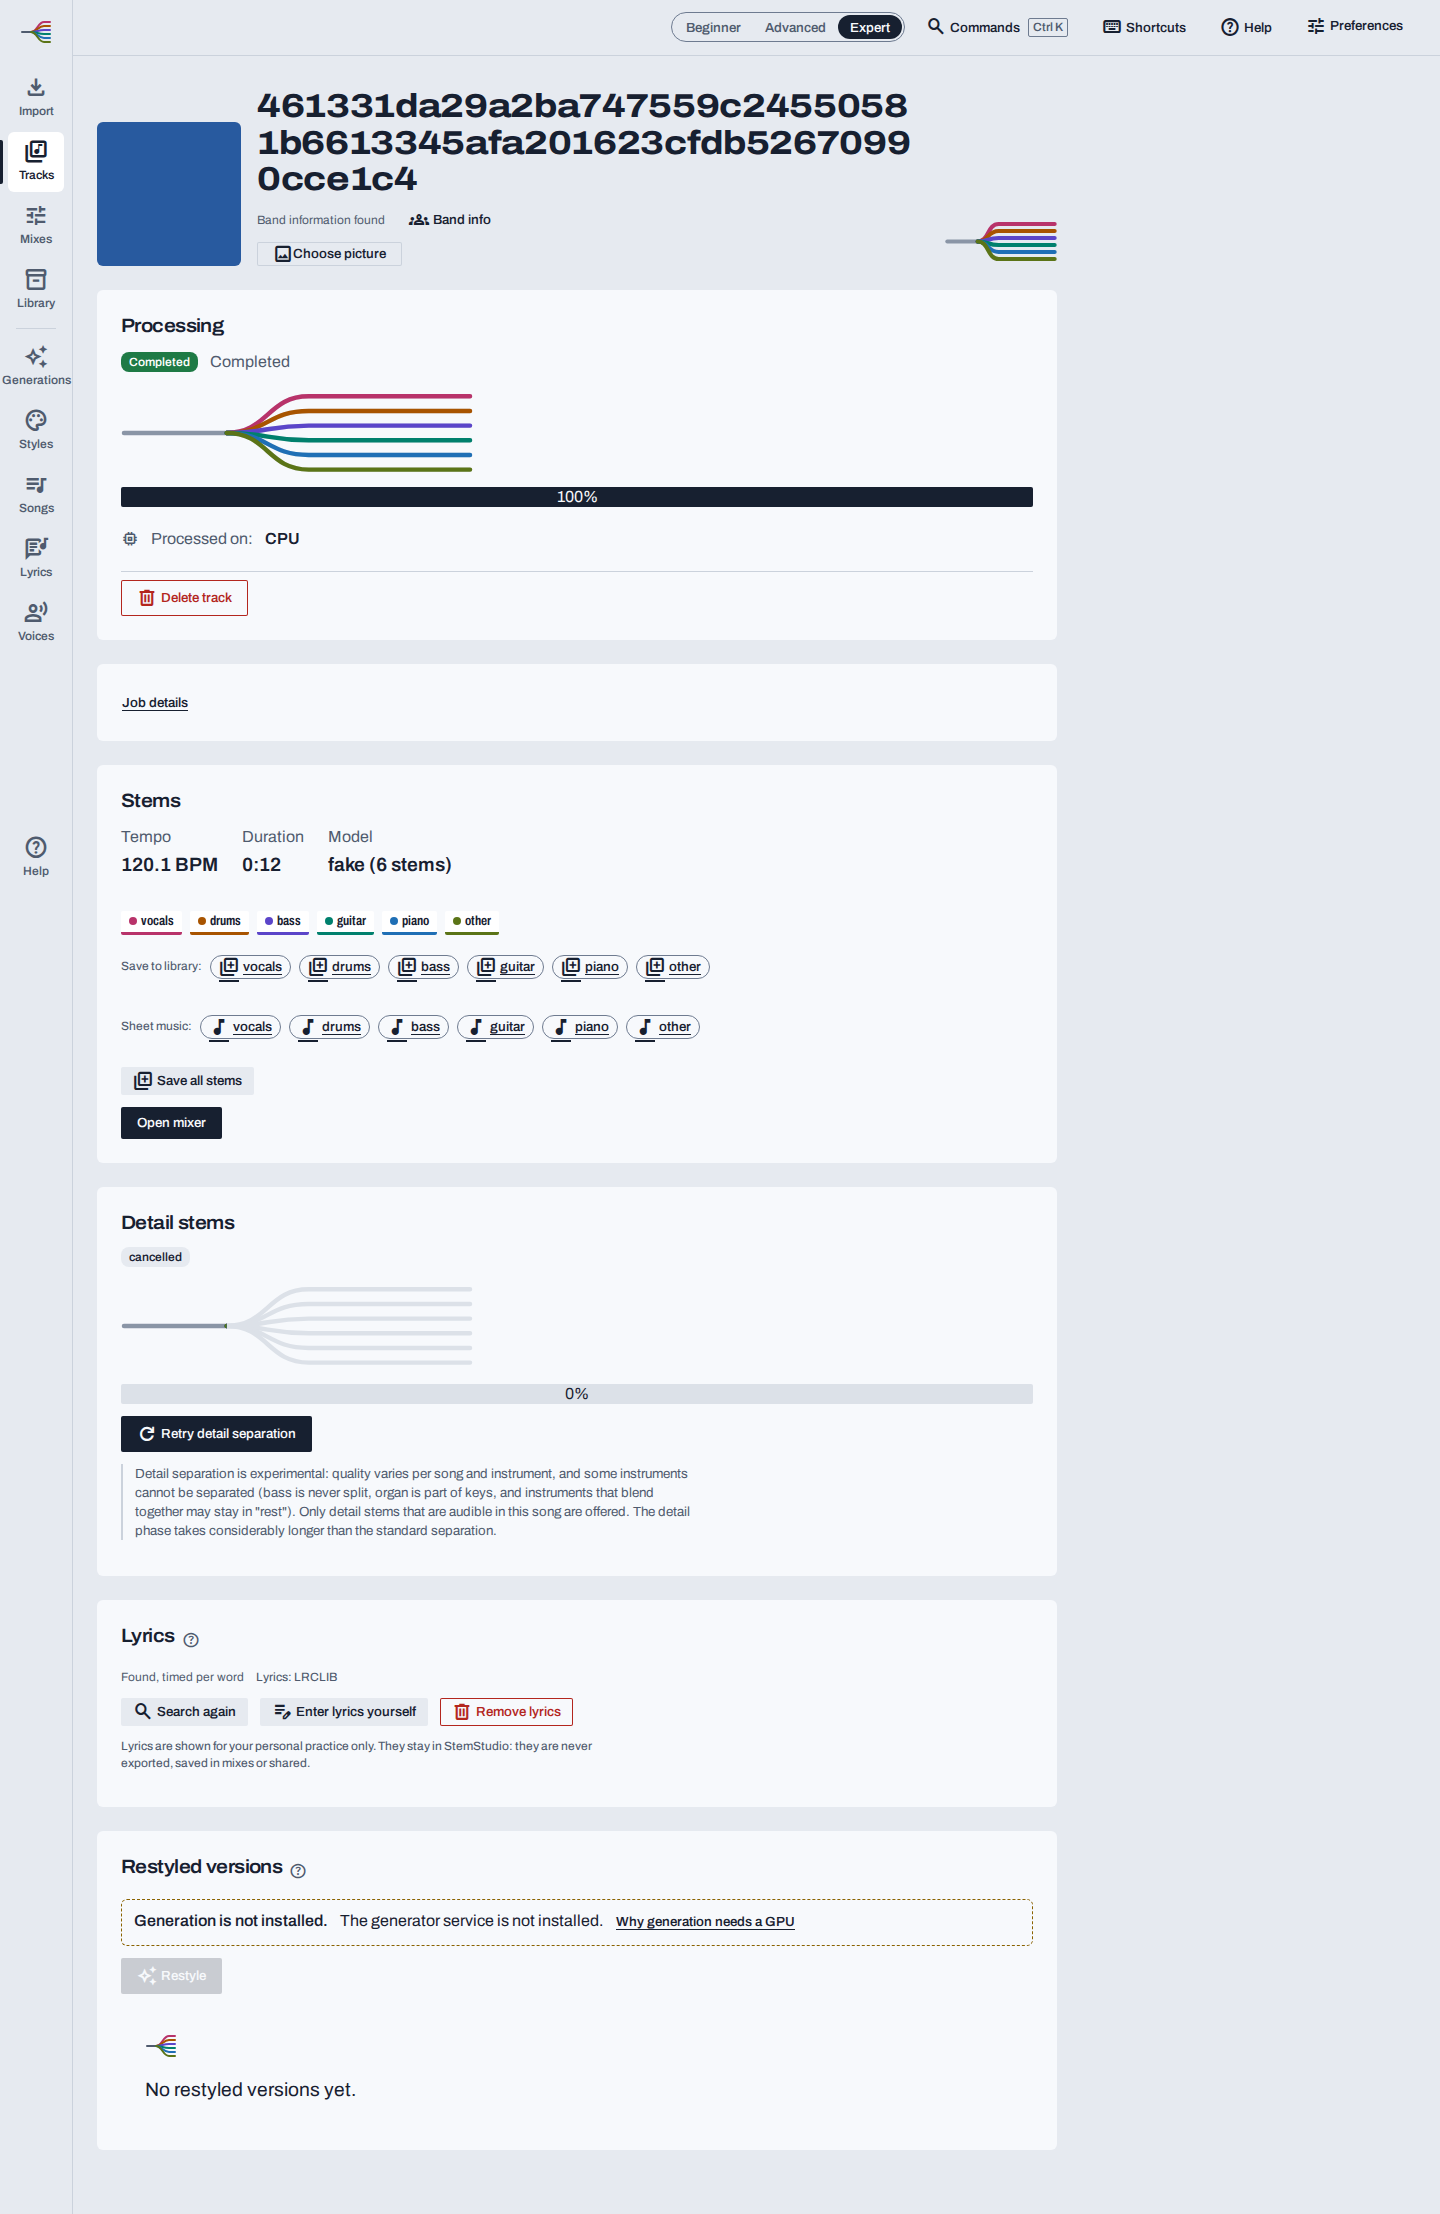 Beginner Advanced Expert Commands Ctrl K Shortcuts Help Preferences
Import
Tracks
Mixes
Library
Generations
Styles
Songs
Lyrics
Voices
Help
461331da29a2ba747559c2455058
1b6613345afa201623cfdb5267099
0cce1c4
Band information found Band info
Choose picture
Processing
Completed Completed
100%
Processed on: CPU
Delete track
Job details
Stems
Tempo Duration Model
120.1 BPM 0:12 fake (6 stems)
vocals drums bass guitar piano other
Save to library: vocals drums bass guitar piano other
Sheet music: vocals drums bass guitar piano other
Save all stems
Open mixer
Detail stems
cancelled
0%
Retry detail separation
Detail separation is experimental: quality varies per song and instrument, and some instruments
cannot be separated (bass is never split, organ is part of keys, and instruments that blend
together may stay in "rest"). Only detail stems that are audible in this song are offered. The detail
phase takes considerably longer than the standard separation.
Lyrics
Found, timed per word Lyrics: LRCLIB
Search again Enter lyrics yourself Remove lyrics
Lyrics are shown for your personal practice only. They stay in StemStudio: they are never
exported, saved in mixes or shared.
Restyled versions
Generation is not installed. The generator service is not installed. Why generation needs a GPU
Restyle
No restyled versions yet.